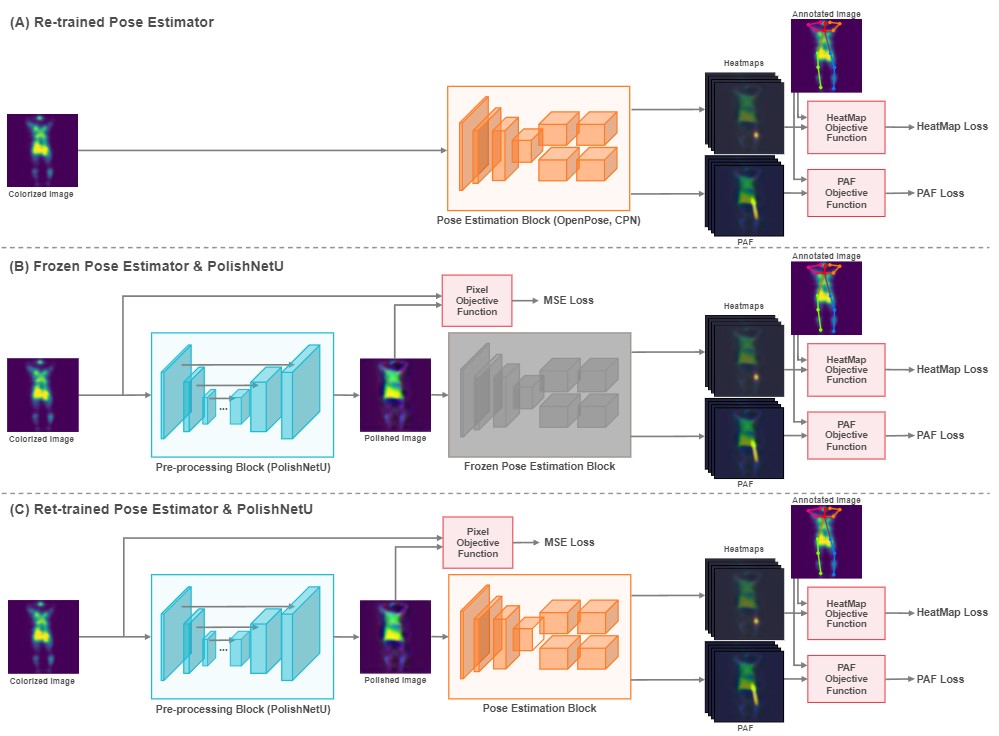 (A) Re-trained Pose Estimator
Annotated Image
Heatmaps
HeatMap
Objective
Function
HeatMap Loss
Colorized Image
PAF
Objective
Function
PAF Loss
Pose Estimation Block (OpenPose, CPN)
PAF
(B) Frozen Pose Estimator & PolishNetU
Annotated Image
Pixel
Objective
Function
MSE Loss
Heatmaps
HeatMap
Objective
Function
HeatMap Loss
...
Colorized Image
Polished Image
PAF
Objective
Function
PAF Loss
Pre-processing Block (PolishNetU)
Frozen Pose Estimation Block
PAF
(C) Ret-trained Pose Estimator & PolishNetU
Annotated Image
Pixel
Objective
Function
MSE Loss
Heatmaps
HeatMap
Objective
Function
HeatMap Loss
...
Colorized Image
Polished Image
PAF
Objective
Function
PAF Loss
Pre-processing Block (PolishNetU)
Pose Estimation Block
PAF